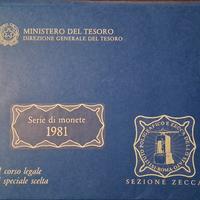 MINISTERO DEL TESORO
DIREZIONE GENERALE DEL TESORO
Serie di monete
1981
corso legale
speciale scelta
SEZIONE ZECCA